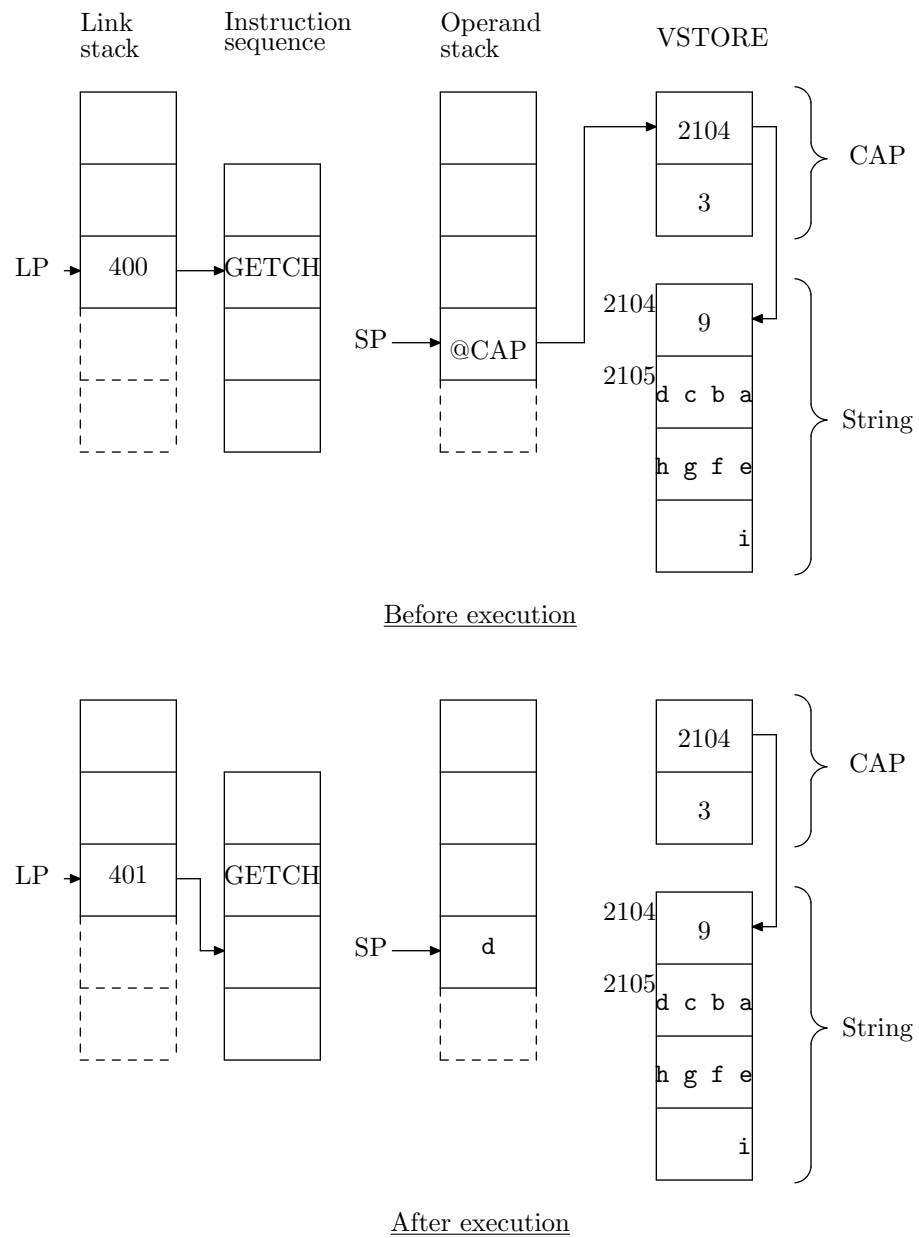 Link stack
Instruction sequence
Operand stack
VSTORE
2104
CAP
3
LP
400
GETCH
2104
9
SP
@CAP
2105
d c b a
String
h g f e
i
Before execution
2104
CAP
3
LP
401
GETCH
2104
9
SP
d
2105
d c b a
String
h g f e
i
After execution